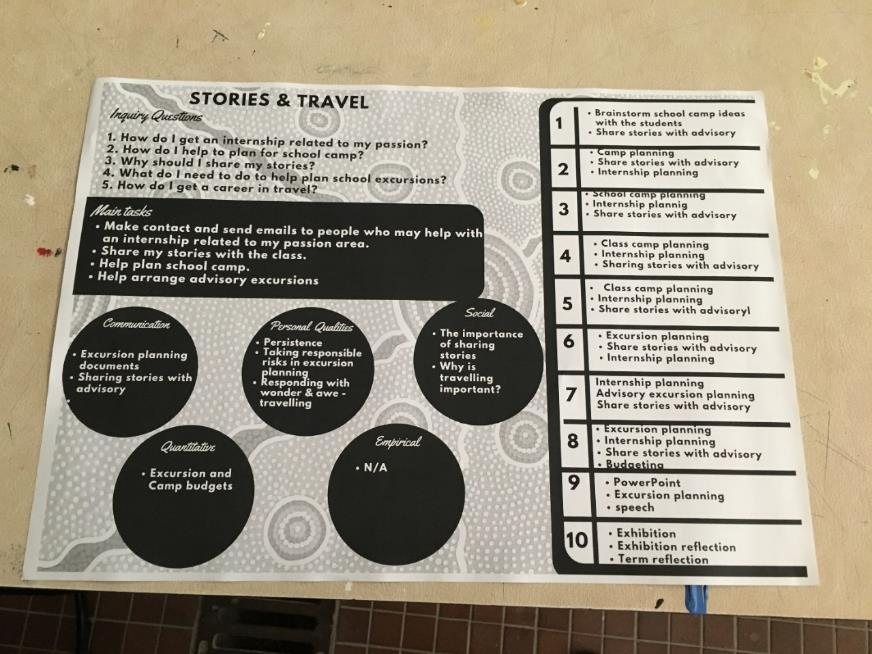 STORIES & TRAVEL
Inquiry Questions
1. How do I get an internship related to my passion?
2. How do I help to plan for school camp?
3. Why should I share my stories?
4. What do I need to do to help plan school excursions?
5. How do I get a career in travel?
Main tasks
• Make contact and send emails to people who may help with
an internship related to my passion area.
• Share my stories with the class.
• Help plan school camp.
• Help arrange advisory excursions
Communication
• Excursion planning
documents
• Sharing stories with
advisory
•
Personal Qualities
• Persistence
• Taking responsible
risks in excursion
planning
• Responding with
wonder & awe -
travelling
Social
• The importance
of sharing
stories
• Why is
travelling
important?
Quantitative
• Excursion and
Camp budgets
Empirical
• N/A
1
• Brainstorm school camp ideas
with the students
• Share stories with advisory
2
• Camp planning
• Share stories with advisory
• Internship planning
3
• School camp planning
• Internship plannig
• Share stories with advisory
4
• Class camp planning
• Internship planning
• Sharing stories with advisory
5
• Class camp planning
• Internship planning
• Share stories with advisoryl
6
• Excursion planning
• Share stories with advisory
• Internship planning
7
Internship planning
Advisory excursion planning
Share stories with advisory
8
• Excursion planning
• Internship planning
• Share stories with advisory
• Budgeting
9
• PowerPoint
• Excursion planning
• speech
10
• Exhibition
• Exhibition reflection
• Term reflection